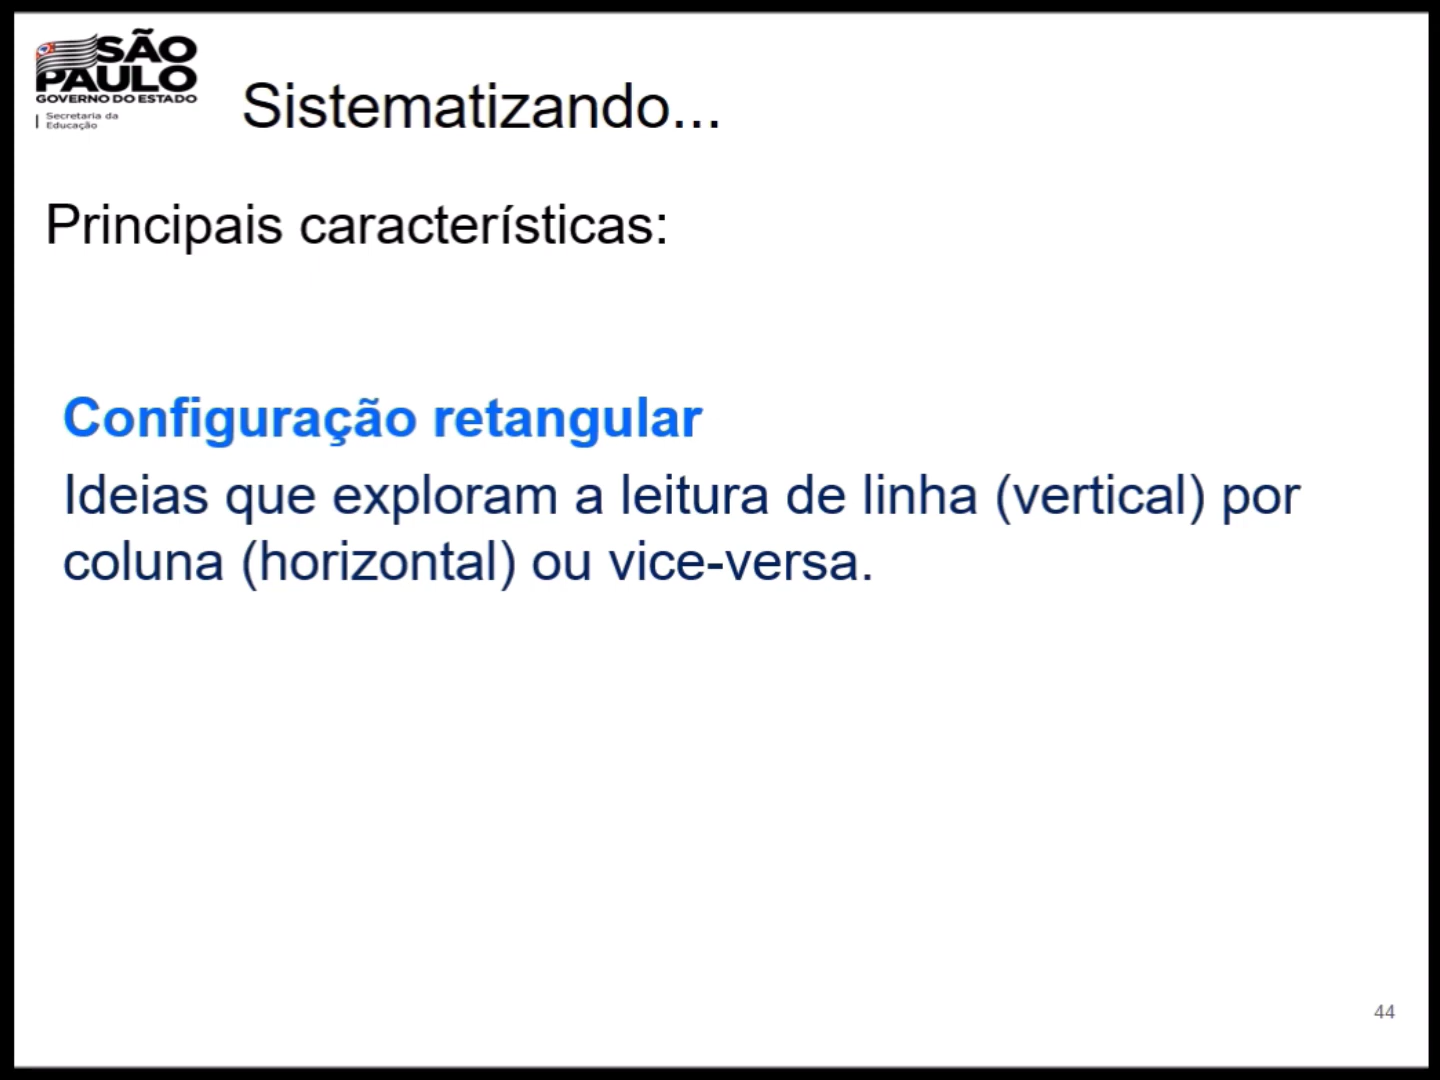 SÃO
PAULO
GOVERNO DO ESTADO
Secretaria da
Educação
Sistematizando...
Principais características:
Configuração retangular
Ideias que exploram a leitura de linha (vertical) por
coluna (horizontal) ou vice-versa.
44